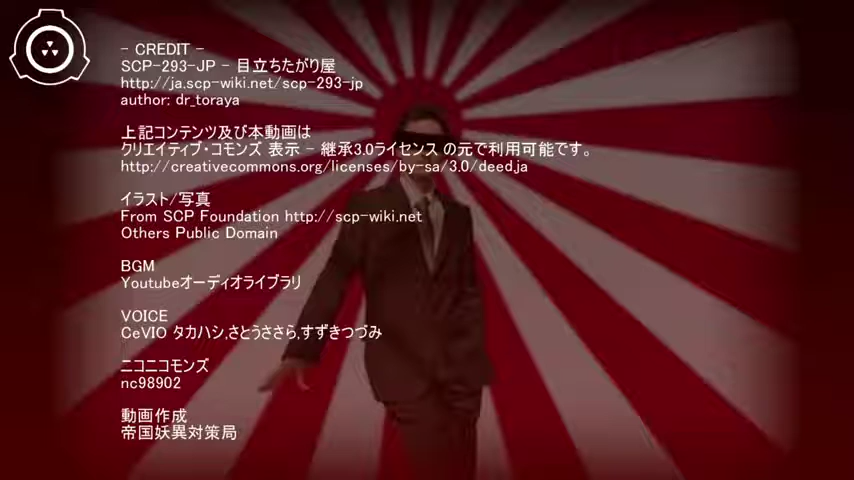 - CREDIT -
SCP-293-JP - 目立ちたがり屋
http://ja.scp-wiki.net/scp-293-jp
author: dr_toraya
上記コンテンツ及び本動画は
クリエイティブ・コモンズ 表示 - 継承3.0ライセンス の元で利用可能です。
http://creativecommons.org/licenses/by-sa/3.0/deed.ja
イラスト/写真
From SCP Foundation http://scp-wiki.net
Others Public Domain
BGM
Youtubeオーディオライブラリ
VOICE
CeVIO タカハシ,さとうささら,すずきつづみ
ニコニコモンズ
nc98902
動画作成
帝国妖異対策局